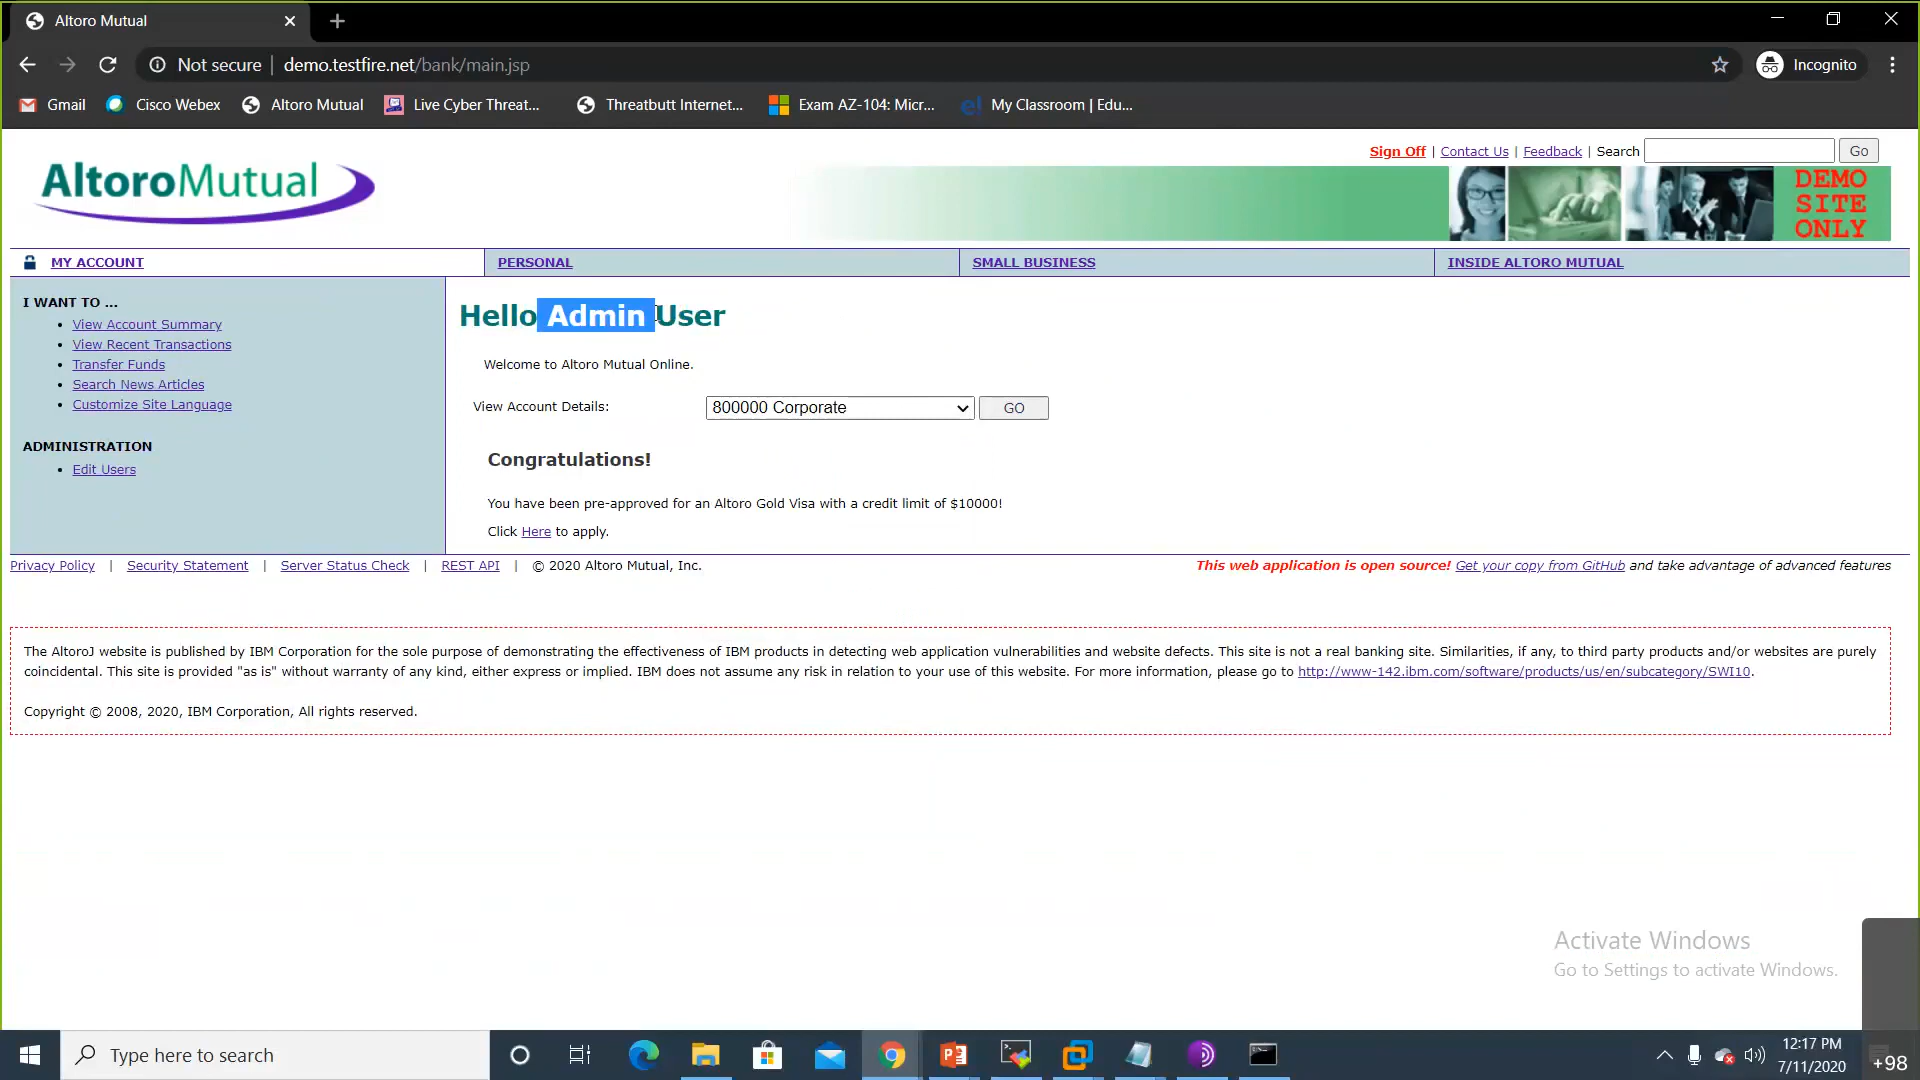 Altoro Mutual
Not secure | demo.testfire.net/bank/main.jsp
Incognito
Gmail
Cisco Webex
Altoro Mutual
Live Cyber Threat...
Threatbutt Internet...
Exam AZ-104: Micr...
My Classroom | Edu...
Sign Off | Contact Us | Feedback | Search
Go
AltoroMutual
DEMO
SITE
ONLY
MY ACCOUNT
PERSONAL
SMALL BUSINESS
INSIDE ALTORO MUTUAL
I WANT TO ...
• View Account Summary
• View Recent Transactions
• Transfer Funds
• Search News Articles
• Customize Site Language
ADMINISTRATION
• Edit Users
Hello Admin User
Welcome to Altoro Mutual Online.
View Account Details:
800000 Corporate
GO
Congratulations!
You have been pre-approved for an Altoro Gold Visa with a credit limit of $10000!
Click Here to apply.
Privacy Policy | Security Statement | Server Status Check | REST API | © 2020 Altoro Mutual, Inc.
This web application is open source! Get your copy from GitHub and take advantage of advanced features
The AltoroJ website is published by IBM Corporation for the sole purpose of demonstrating the effectiveness of IBM products in detecting web application vulnerabilities and website defects. This site is not a real banking site. Similarities, if any, to third party products and/or websites are purely
coincidental. This site is provided "as is" without warranty of any kind, either express or implied. IBM does not assume any risk in relation to your use of this website. For more information, please go to http://www-142.ibm.com/software/products/us/en/subcategory/SWI10.
Copyright © 2008, 2020, IBM Corporation, All rights reserved.
Activate Windows
Go to Settings to activate Windows.
Type here to search
12:17 PM
7/11/2020
+98